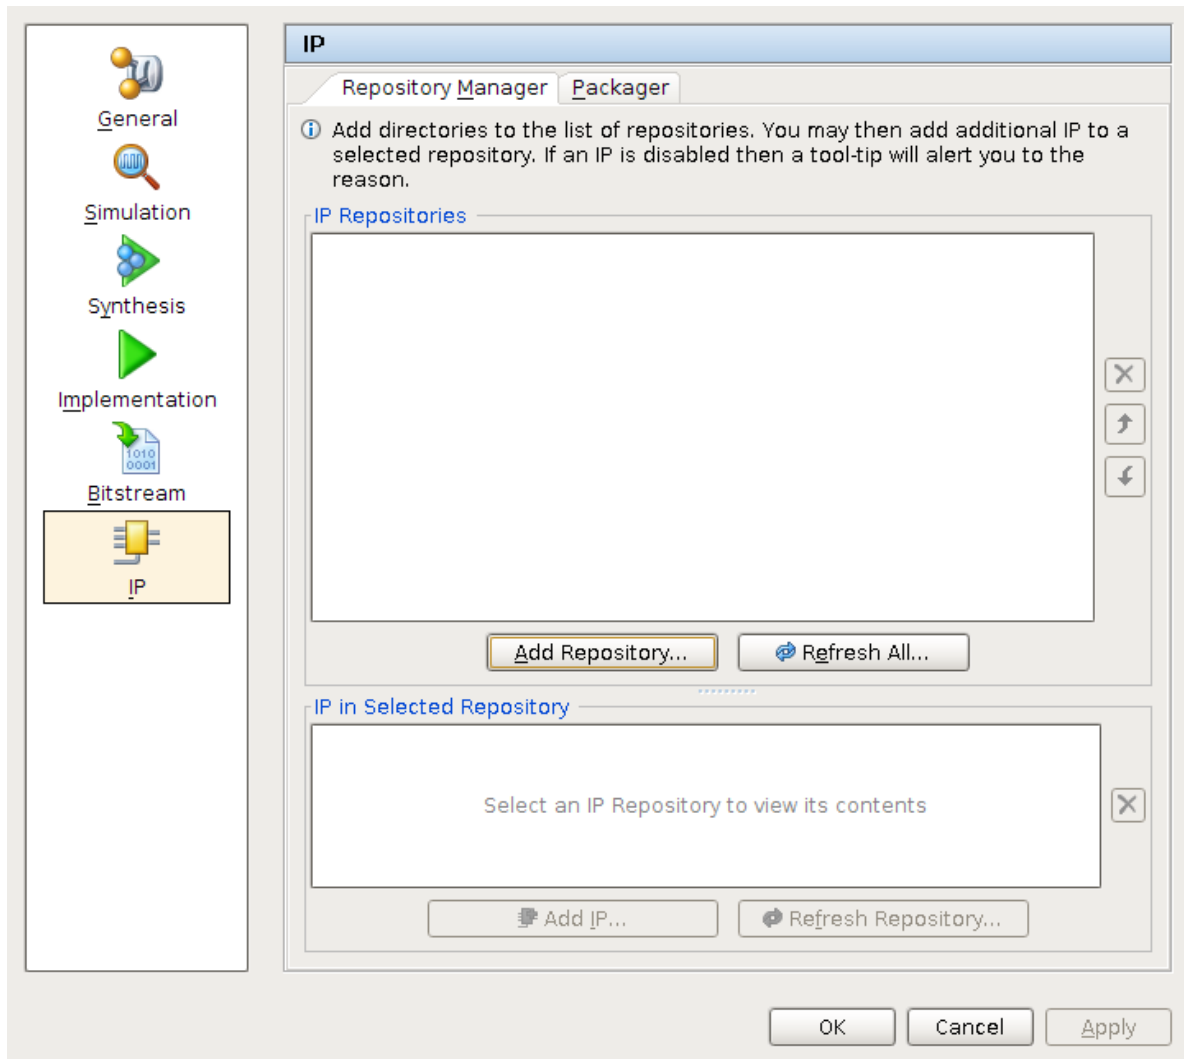 General
Simulation
Synthesis
Implementation
1010
0001
Bitstream
IP
IP
Repository Manager
Packager
Add directories to the list of repositories. You may then add additional IP to a
selected repository. If an IP is disabled then a tool-tip will alert you to the
reason.
IP Repositories
Add Repository...
Refresh All...
IP in Selected Repository
Select an IP Repository to view its contents
Add IP...
Refresh Repository...
OK
Cancel
Apply